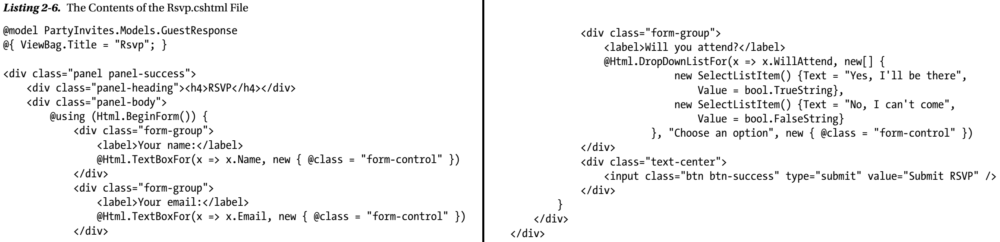 Listing 2-6. The Contents of the Rsvp.cshtml File
@model PartyInvites.Models.GuestResponse
@{ ViewBag.Title = "Rsvp"; }
<div class="panel panel-success">
    <div class="panel-heading"><h4>RSVP</h4></div>
    <div class="panel-body">
        @using (Html.BeginForm()) {
            <div class="form-group">
                <label>Your name:</label>
                @Html.TextBoxFor(x => x.Name, new { @class = "form-control" })
            </div>
            <div class="form-group">
                <label>Your email:</label>
                @Html.TextBoxFor(x => x.Email, new { @class = "form-control" })
            </div>
            <div class="form-group">
                <label>Will you attend?</label>
                @Html.DropDownListFor(x => x.WillAttend, new[] {
                            new SelectListItem() {Text = "Yes, I'll be there",
                                Value = bool.TrueString},
                            new SelectListItem() {Text = "No, I can't come",
                                Value = bool.FalseString}
                        }, "Choose an option", new { @class = "form-control" })
            </div>
            <div class="text-center">
                <input class="btn btn-success" type="submit" value="Submit RSVP" />
            </div>
        }
    </div>
</div>